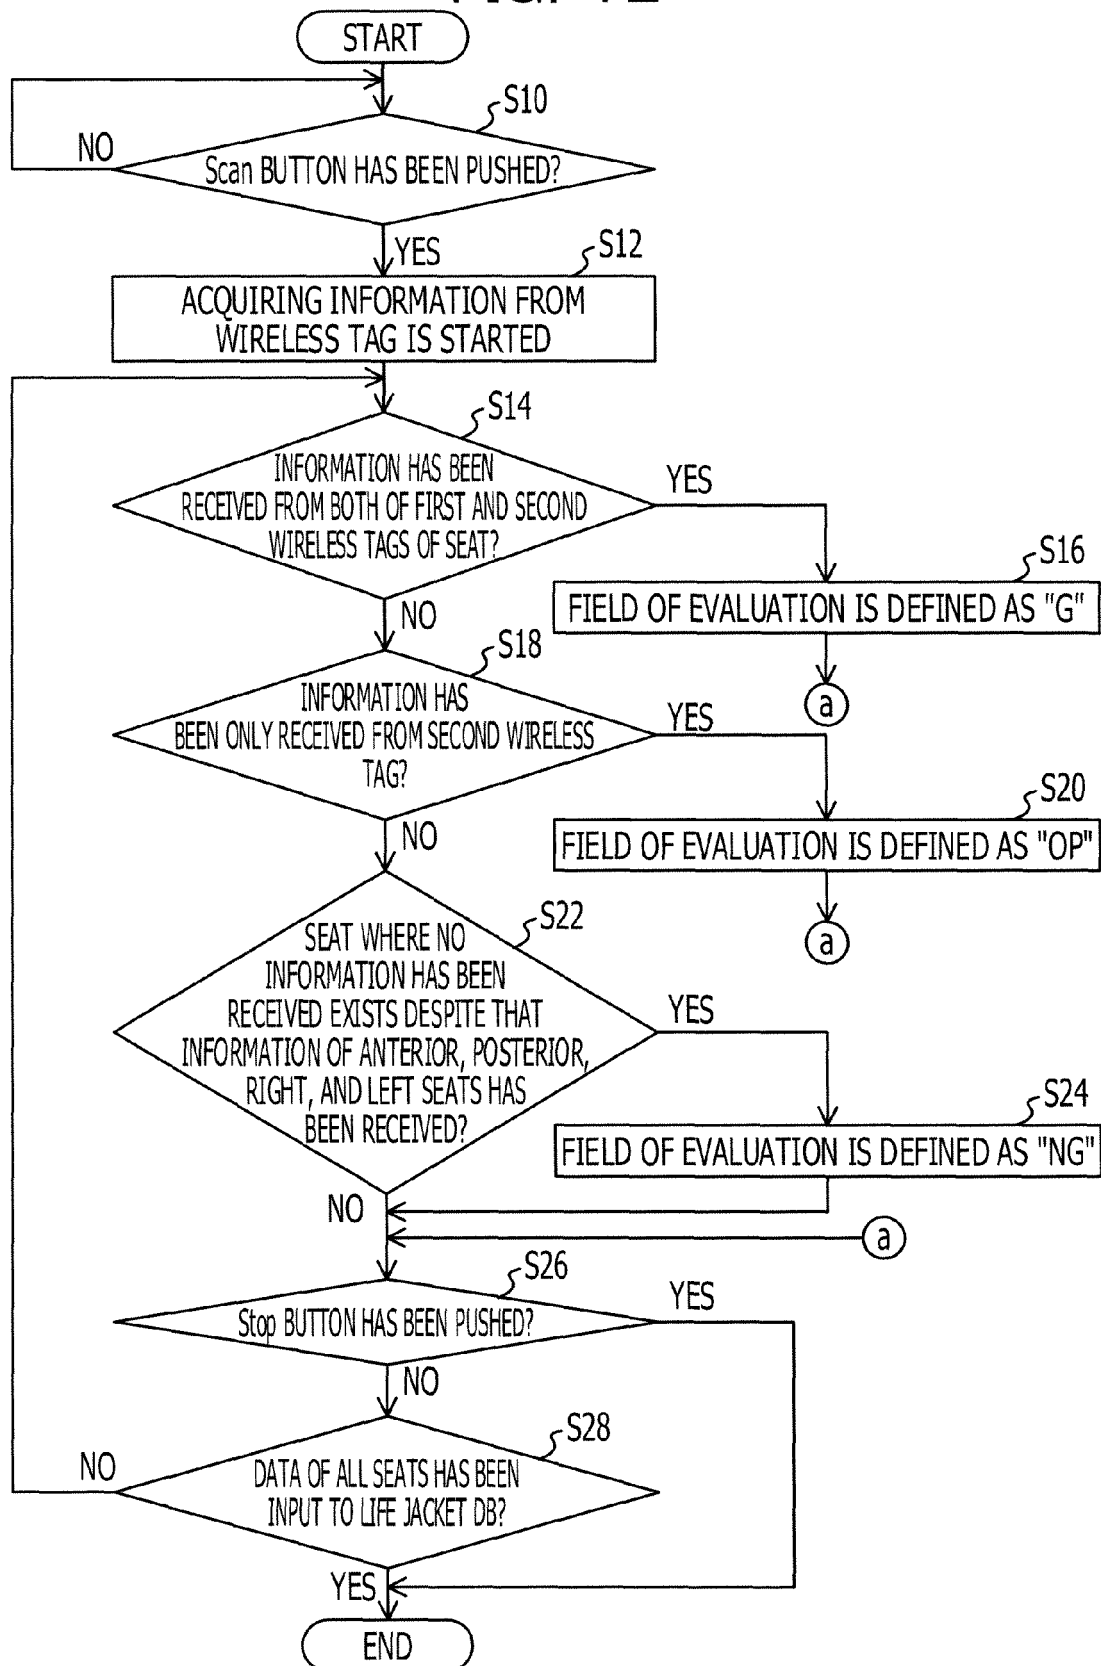 START
S10
NO
Scan BUTTON HAS BEEN PUSHED?
YES
S12
ACQUIRING INFORMATION FROM
WIRELESS TAG IS STARTED
S14
INFORMATION HAS BEEN
RECEIVED FROM BOTH OF FIRST AND SECOND
WIRELESS TAGS OF SEAT?
YES
S16
FIELD OF EVALUATION IS DEFINED AS "G"
a
NO
S18
INFORMATION HAS
BEEN ONLY RECEIVED FROM SECOND WIRELESS
TAG?
YES
S20
FIELD OF EVALUATION IS DEFINED AS "OP"
a
NO
S22
SEAT WHERE NO
INFORMATION HAS BEEN
RECEIVED EXISTS DESPITE THAT
INFORMATION OF ANTERIOR, POSTERIOR,
RIGHT, AND LEFT SEATS HAS
BEEN RECEIVED?
YES
S24
FIELD OF EVALUATION IS DEFINED AS "NG"
NO
a
S26
Stop BUTTON HAS BEEN PUSHED?
YES
NO
S28
DATA OF ALL SEATS HAS BEEN
INPUT TO LIFE JACKET DB?
NO
YES
END